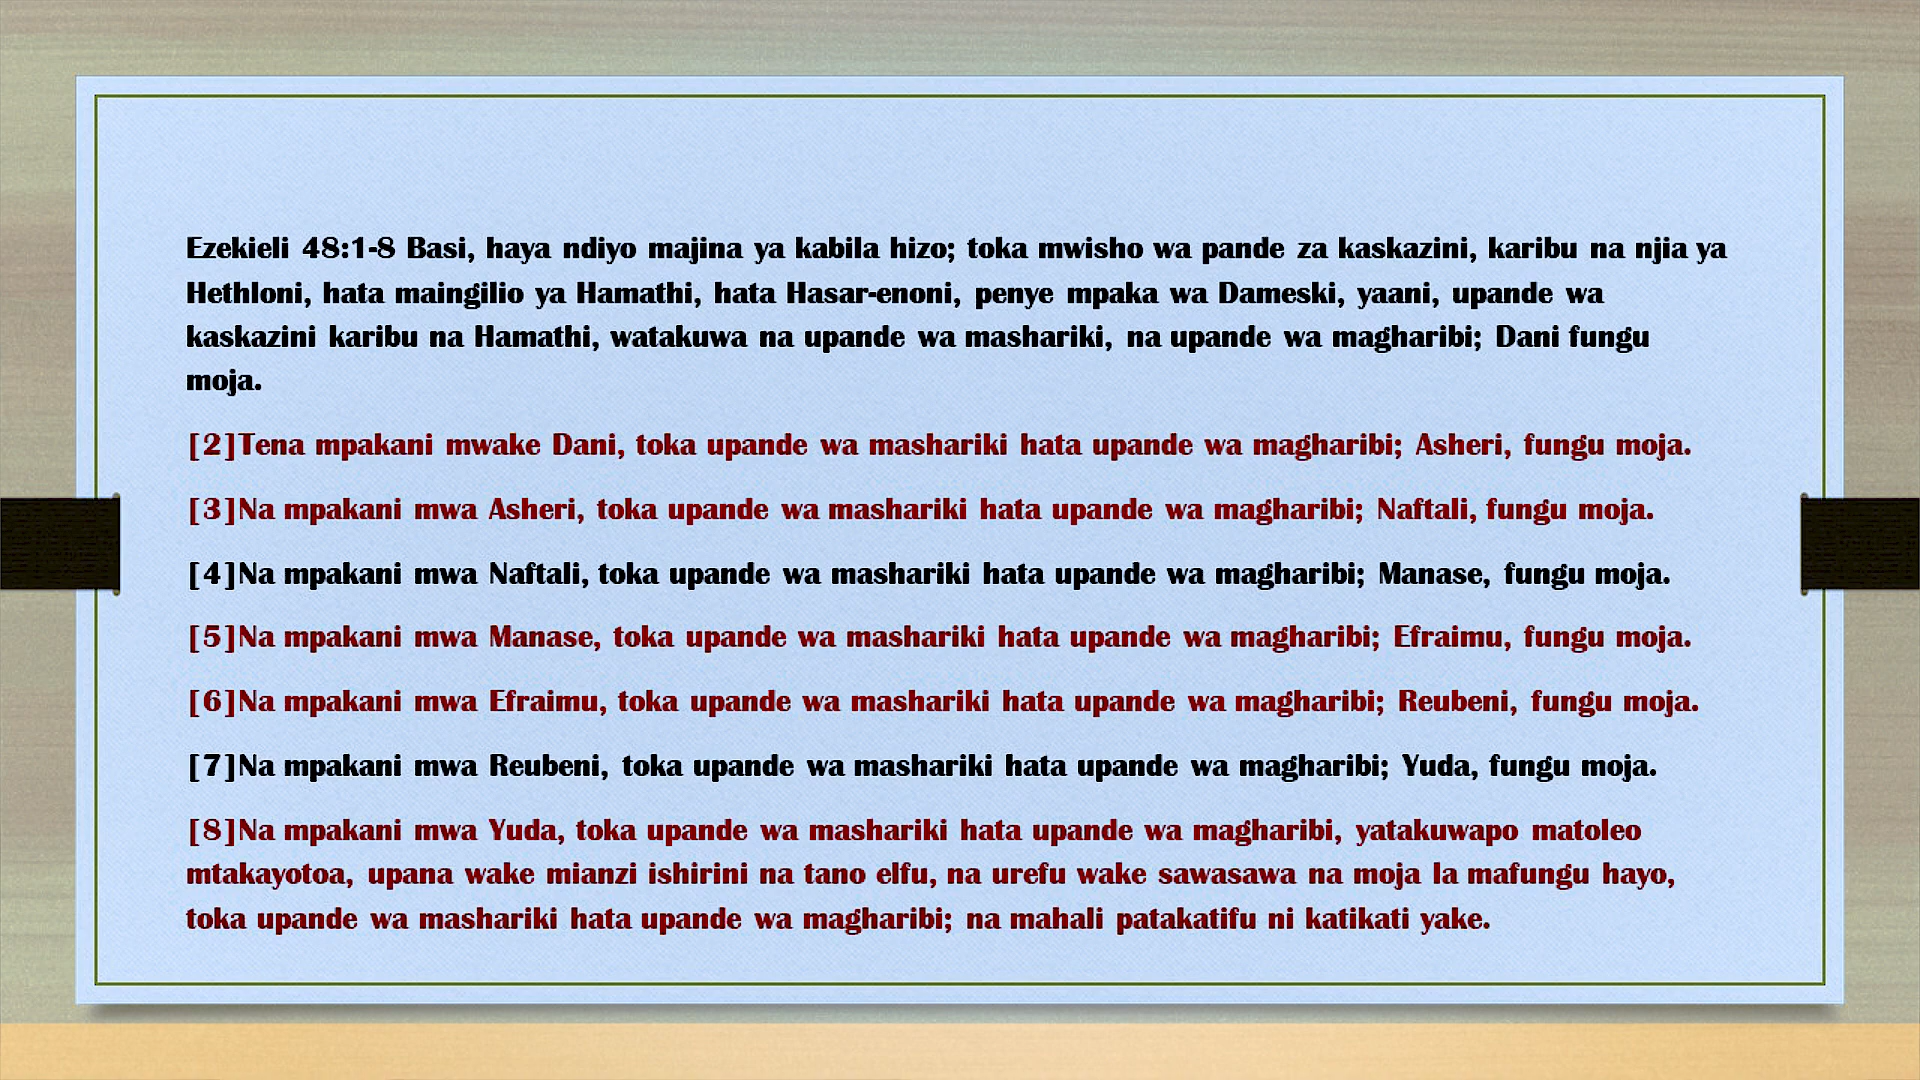 Ezekieli 48:1-8 Basi, haya ndiyo majina ya kabila hizo; toka mwisho wa pande za kaskazini, karibu na njia ya
Hethloni, hata maingilio ya Hamathi, hata Hasar-enoni, penye mpaka wa Dameski, yaani, upande wa
kaskazini karibu na Hamathi, watakuwa na upande wa mashariki, na upande wa magharibi; Dani fungu
moja.
[2]Tena mpakani mwake Dani, toka upande wa mashariki hata upande wa magharibi; Asheri, fungu moja.
[3]Na mpakani mwa Asheri, toka upande wa mashariki hata upande wa magharibi; Naftali, fungu moja.
[4]Na mpakani mwa Naftali, toka upande wa mashariki hata upande wa magharibi; Manase, fungu moja.
[5]Na mpakani mwa Manase, toka upande wa mashariki hata upande wa magharibi; Efraimu, fungu moja.
[6]Na mpakani mwa Efraimu, toka upande wa mashariki hata upande wa magharibi; Reubeni, fungu moja.
[7]Na mpakani mwa Reubeni, toka upande wa mashariki hata upande wa magharibi; Yuda, fungu moja.
[8]Na mpakani mwa Yuda, toka upande wa mashariki hata upande wa magharibi, yatakuwapo matoleo
mtakayotoa, upana wake mianzi ishirini na tano elfu, na urefu wake sawasawa na moja la mafungu hayo,
toka upande wa mashariki hata upande wa magharibi; na mahali patakatifu ni katikati yake.